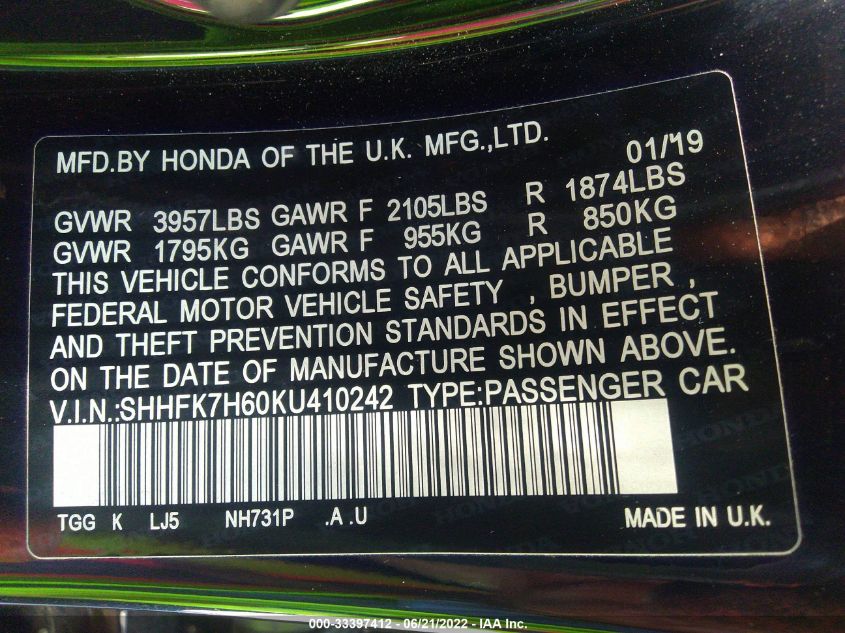 MFD.BY HONDA OF THE U.K. MFG.,LTD. 01/19
GVWR 3957LBS GAWR F 2105LBS R 1874LBS
GVWR 1795KG GAWR F 955KG R 850KG
THIS VEHICLE CONFORMS TO ALL APPLICABLE
FEDERAL MOTOR VEHICLE SAFETY , BUMPER ,
AND THEFT PREVENTION STANDARDS IN EFFECT
ON THE DATE OF MANUFACTURE SHOWN ABOVE.
V.I.N.:SHHFK7H60KU410242 TYPE:PASSENGER CAR
TGG K LJ5 NH731P .A .U MADE IN U.K.
000-33397412 - 06/21/2022 - IAA Inc.